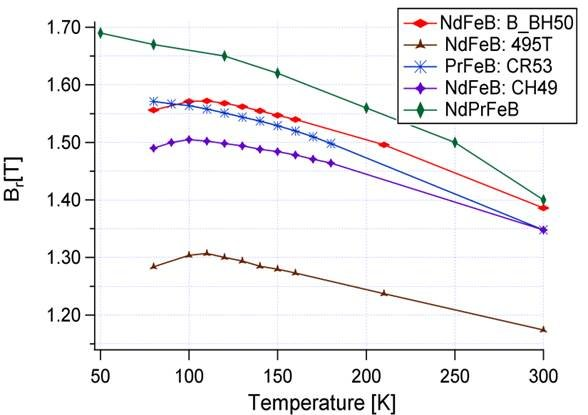 1.70
1.60
1.50
1.40
1.30
1.20
Br[T]
NdFeB: B_BH50
NdFeB: 495T
PrFeB: CR53
NdFeB: CH49
NdPrFeB
50
100
150
200
250
300
Temperature [K]